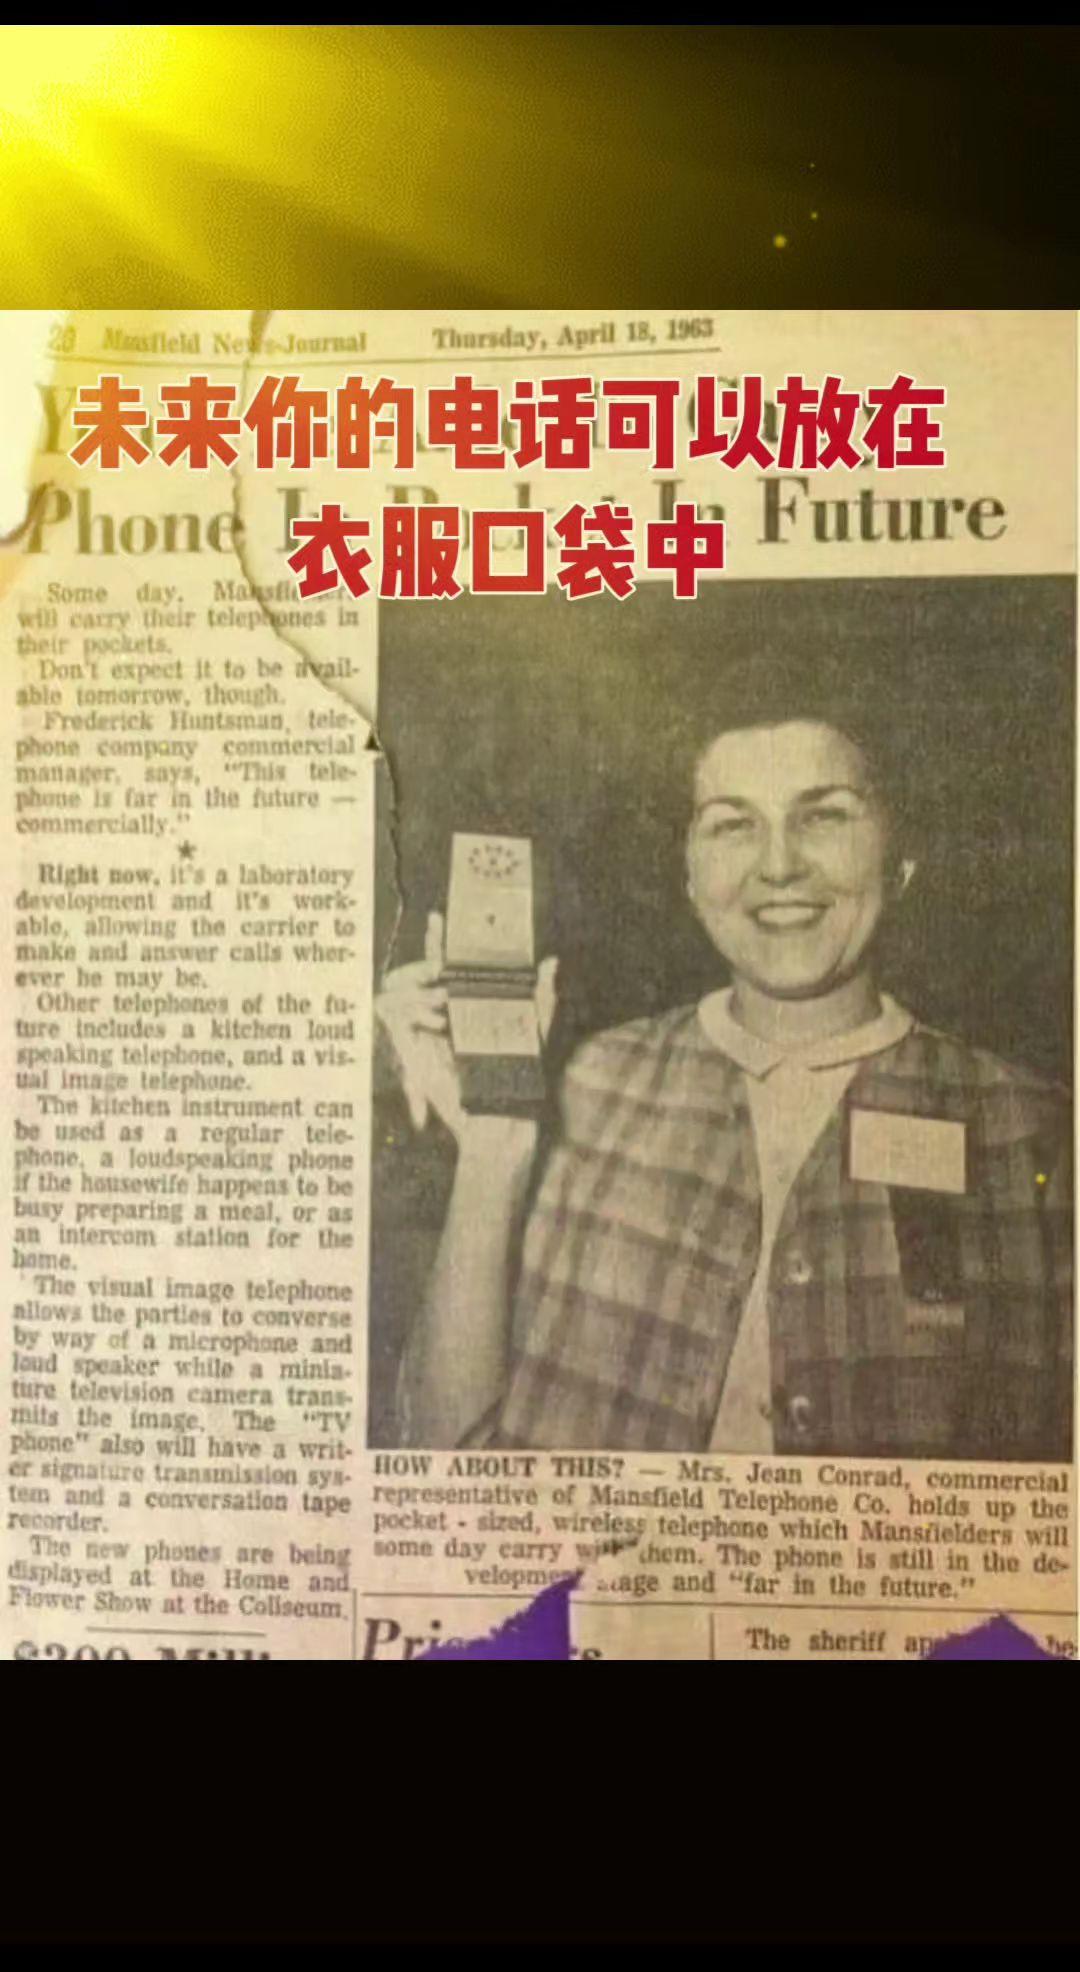 20 Mansfield News-Journal Thursday, April 18, 1963
未来你的电话可以放在
衣服口袋中
Phone In Pocket In Future
Some day,
will carry their telephones in
their pockets.
Don't expect it to be avail-
able tomorrow, though.
Frederick Huntsman, tele-
phone company commercial
manager, says, "This tele-
phone is far in the future —
commercially."
★
Right now, it's a laboratory
development and it's work-
able, allowing the carrier to
make and answer calls wher-
ever he may be.
Other telephones of the fu-
ture includes a kitchen loud
speaking telephone, and a vis-
ual image telephone.
The kitchen instrument can
be used as a regular tele-
phone, a loudspeaking phone
if the housewife happens to be
busy preparing a meal, or as
an intercom station for the
home.
The visual image telephone
allows the parties to converse
by way of a microphone and
loud speaker while a minia-
ture television camera trans-
mits the image. The "TV
phone" also will have a writ-
er signature transmission sys-
tem and a conversation tape
recorder.
The new phones are being
displayed at the Home and
Flower Show at the Coliseum.
HOW ABOUT THIS? — Mrs. Jean Conrad, commercial
representative of Mansfield Telephone Co. holds up the
pocket - sized, wireless telephone which Mansfielders will
some day carry with them. The phone is still in the de-
velopment stage and "far in the future."
The sheriff